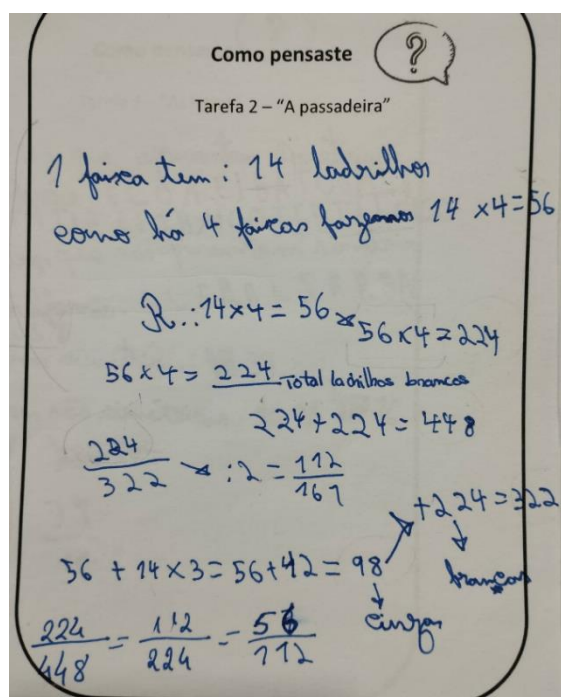 Como pensaste
?
Tarefa 2 – “A passadeira”
1 faixa tem : 14 ladrilhos
como há 4 faixas fazemos 14 × 4 = 56
R.: 14 × 4 = 56
56 × 4 = 224
56 × 4 = 224 Total ladrilhos brancos
224 + 224 = 448
224/322 : 2 = 112/161
+ 224 = 322
56 + 14 × 3 = 56 + 42 = 98
brancos
cinzas
224/448 = 112/224 = 56/112